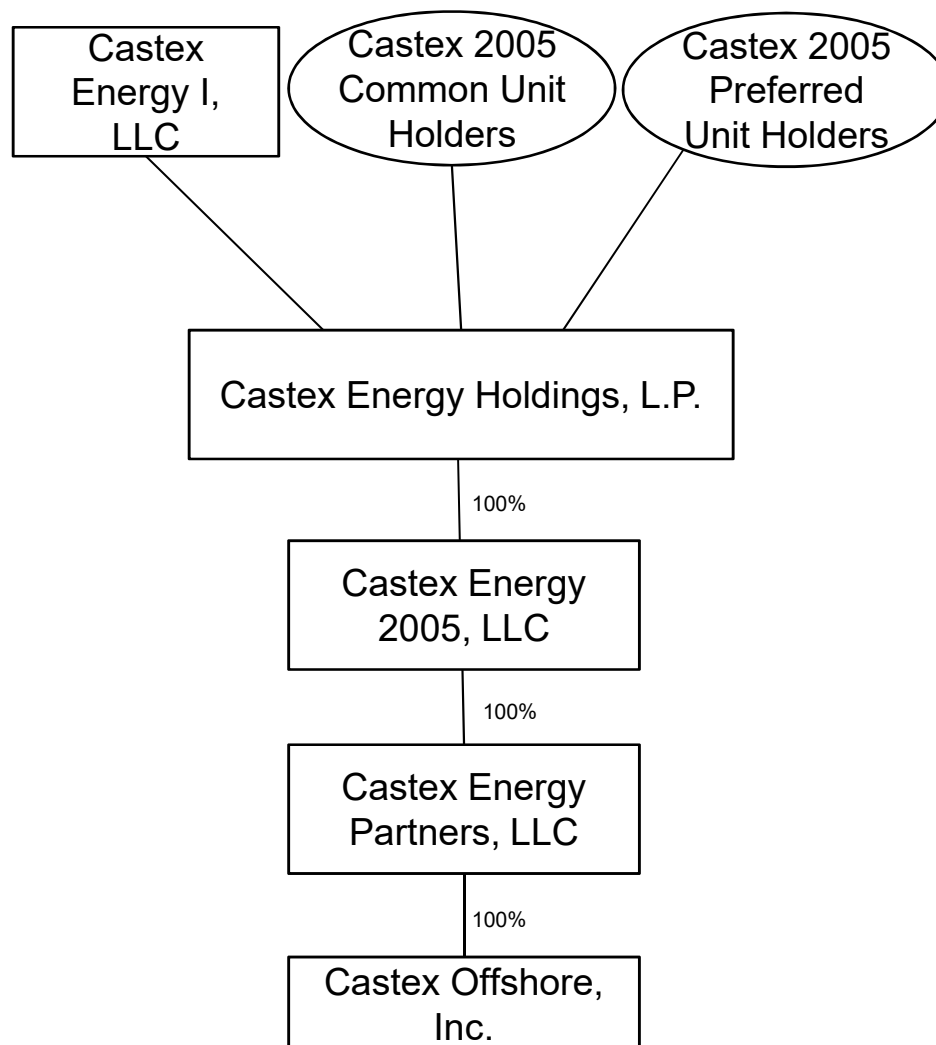 Castex
Energy I,
LLC
Castex 2005
Common Unit
Holders
Castex 2005
Preferred
Unit Holders
Castex Energy Holdings, L.P.
100%
Castex Energy
2005, LLC
100%
Castex Energy
Partners, LLC
100%
Castex Offshore,
Inc.